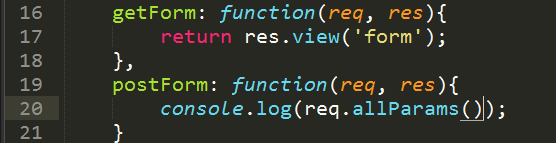 16 getForm: function(req, res){
17 return res.view('form');
18 },
19 postForm: function(req, res){
20 console.log(req.allParams());
21 }